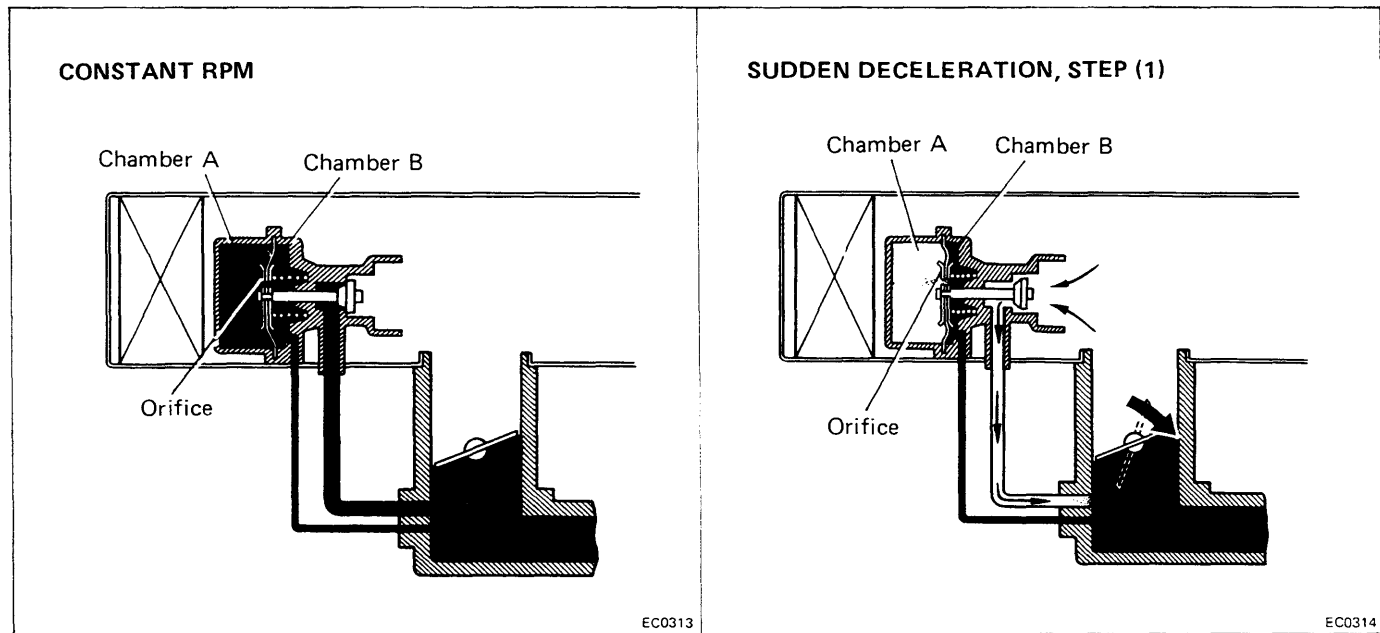 CONSTANT RPM
Chamber A
Chamber B
Orifice
EC0313
SUDDEN DECELERATION, STEP (1)
Chamber A
Chamber B
Orifice
EC0314